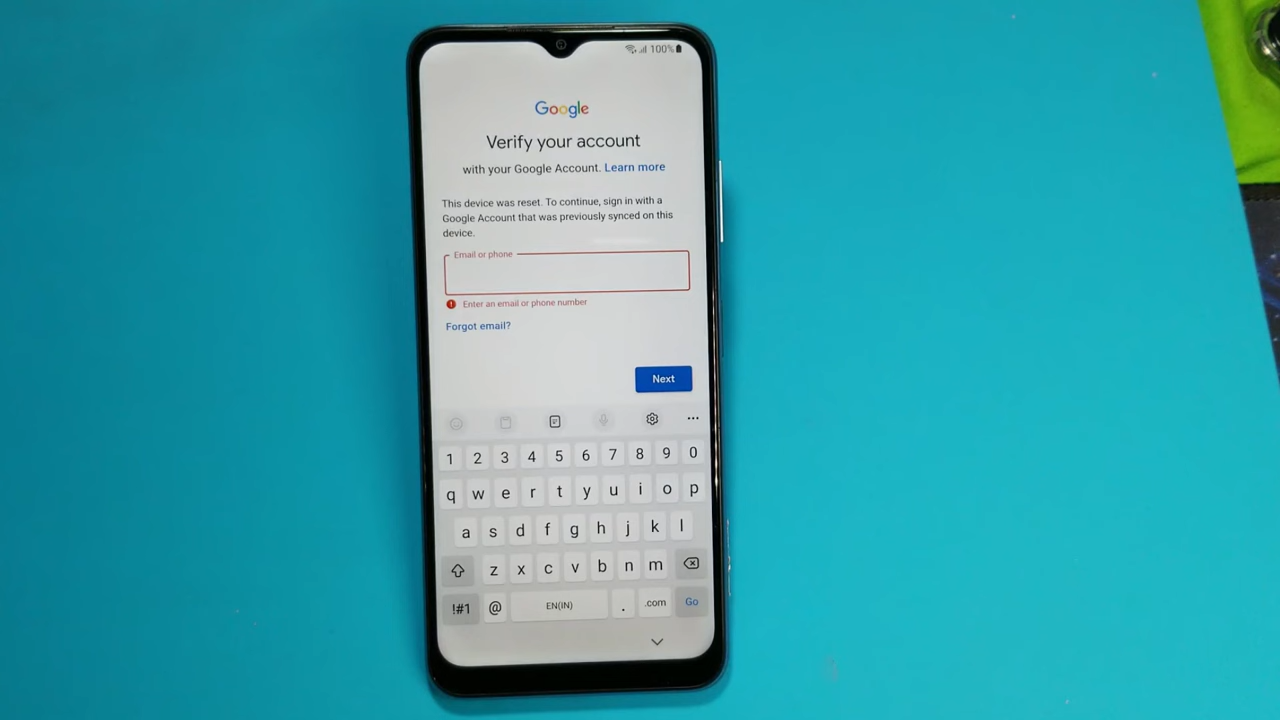 100%
Google
Verify your account
with your Google Account. Learn more
This device was reset. To continue, sign in with a
Google Account that was previously synced on this
device.
Email or phone
Enter an email or phone number
Forgot email?
Next
1 2 3 4 5 6 7 8 9 0
q w e r t y u i o p
a s d f g h j k l
z x c v b n m
!#1 @ EN(IN) . .com Go